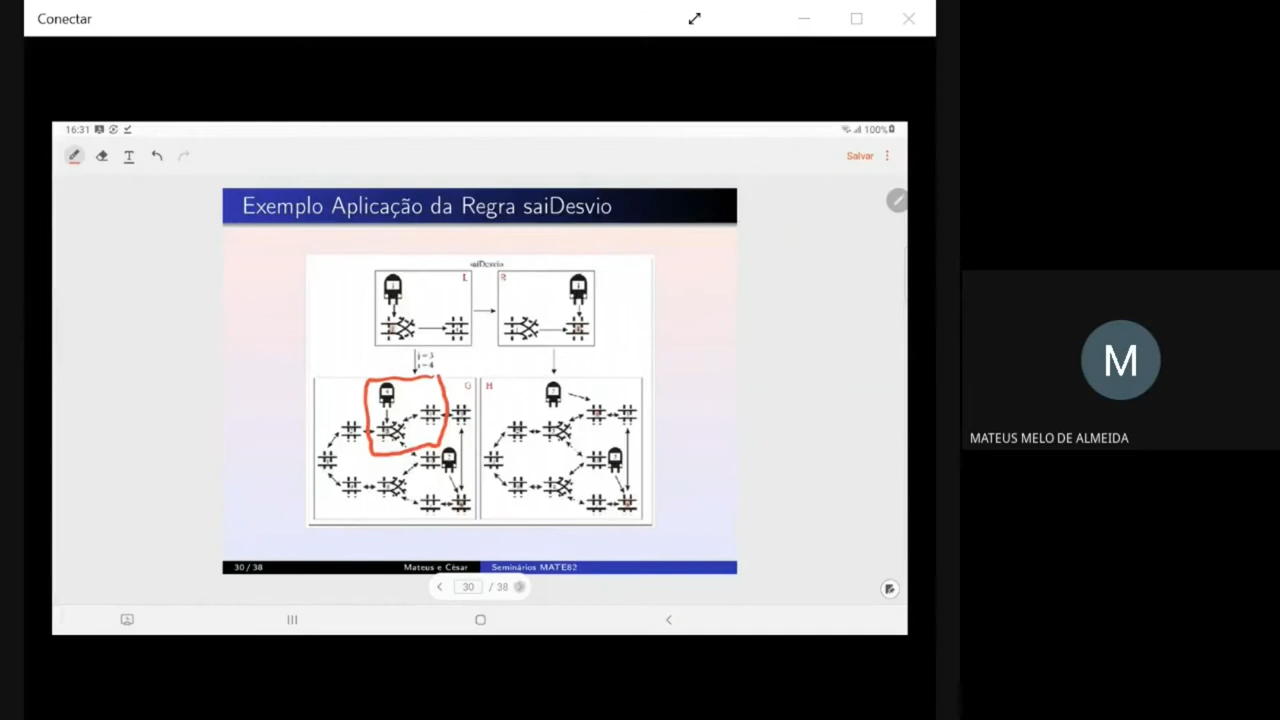 Conectar
16:31
100%
Salvar
Exemplo Aplicação da Regra saiDesvio
saiDesvio
L
R
G
H
30 / 38
Mateus e César
Seminários MATE82
30 / 38
M
MATEUS MELO DE ALMEIDA